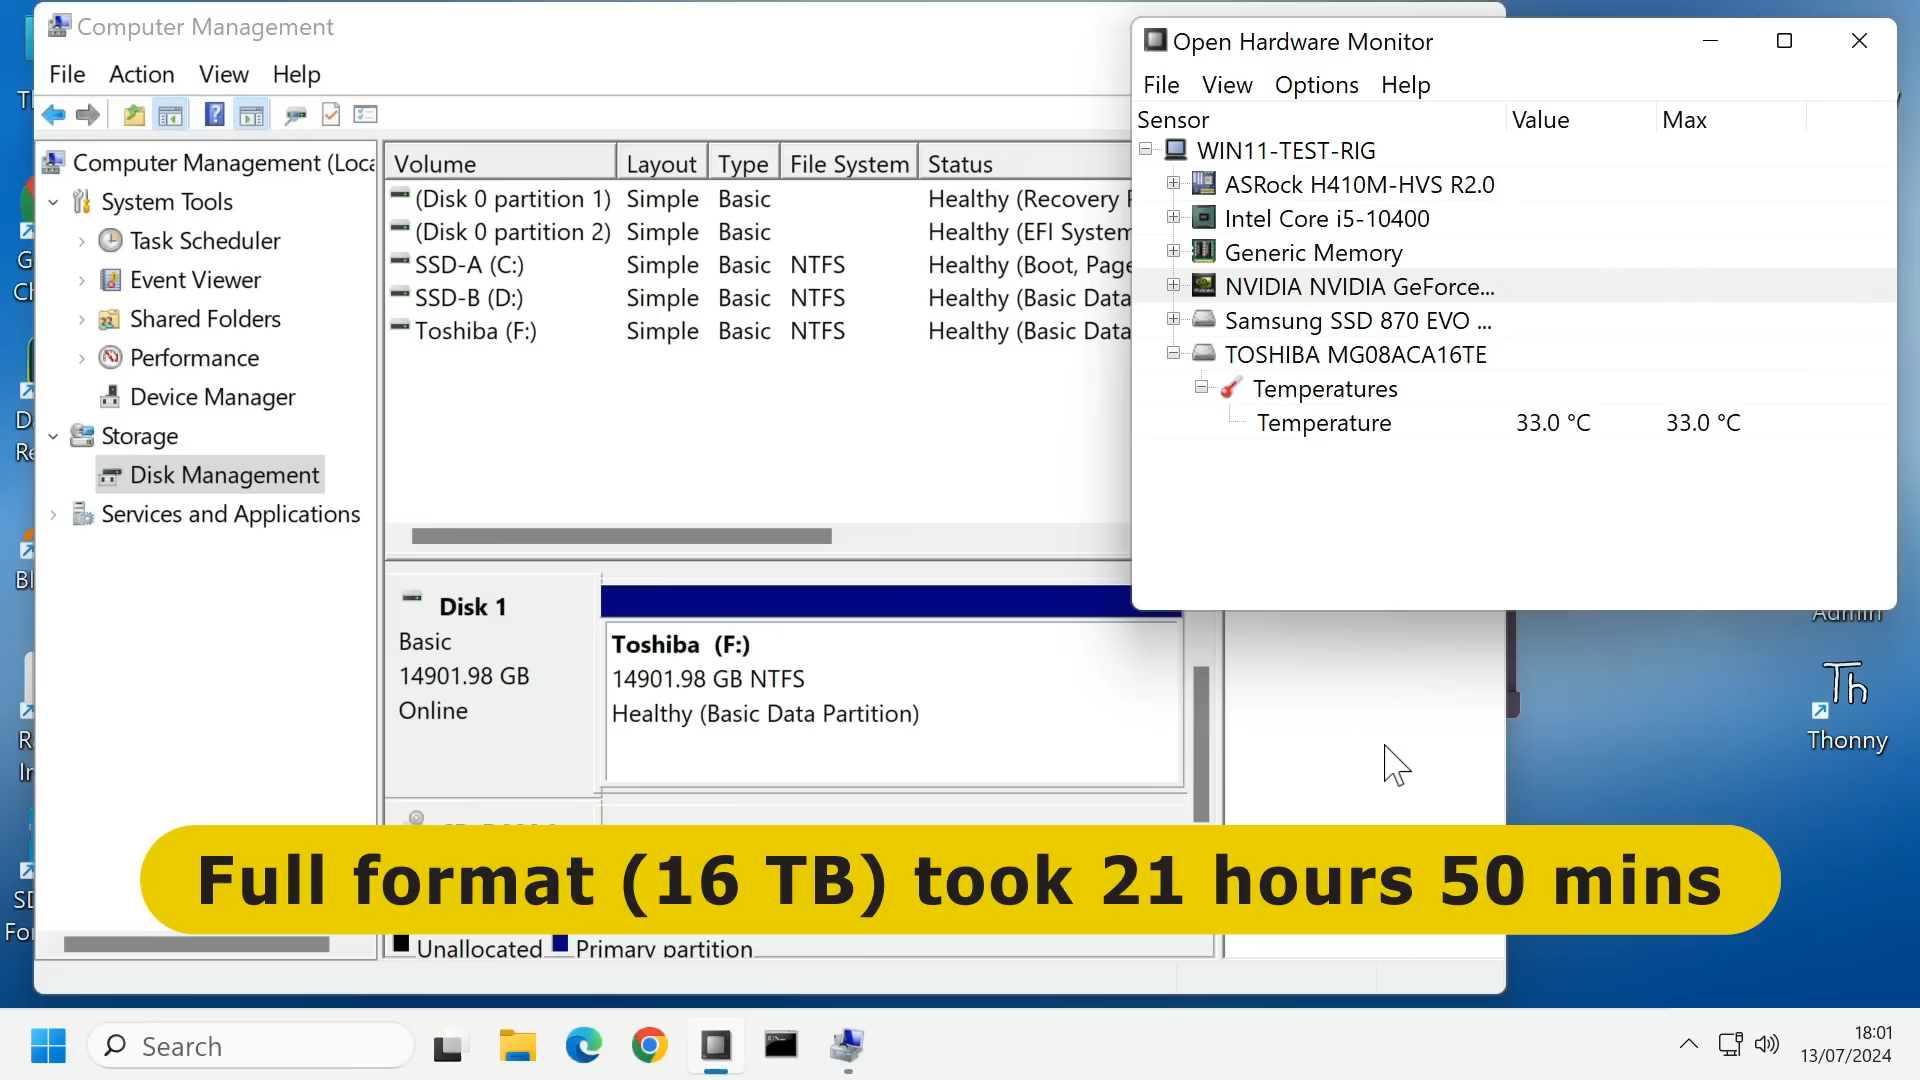 Computer Management
File Action View Help
Computer Management (Loca
System Tools
Task Scheduler
Event Viewer
Shared Folders
Performance
Device Manager
Storage
Disk Management
Services and Applications
Volume Layout Type File System Status
(Disk 0 partition 1) Simple Basic Healthy (Recovery
(Disk 0 partition 2) Simple Basic Healthy (EFI System
SSD-A (C:) Simple Basic NTFS Healthy (Boot, Page
SSD-B (D:) Simple Basic NTFS Healthy (Basic Data
Toshiba (F:) Simple Basic NTFS Healthy (Basic Data
Disk 1
Basic
14901.98 GB
Online
Toshiba (F:)
14901.98 GB NTFS
Healthy (Basic Data Partition)
Unallocated Primary partition
Open Hardware Monitor
File View Options Help
Sensor Value Max
WIN11-TEST-RIG
ASRock H410M-HVS R2.0
Intel Core i5-10400
Generic Memory
NVIDIA NVIDIA GeForce...
Samsung SSD 870 EVO ...
TOSHIBA MG08ACA16TE
Temperatures
Temperature 33.0 °C 33.0 °C
Admin
Th
Thonny
Full format (16 TB) took 21 hours 50 mins
Search
18:01
13/07/2024